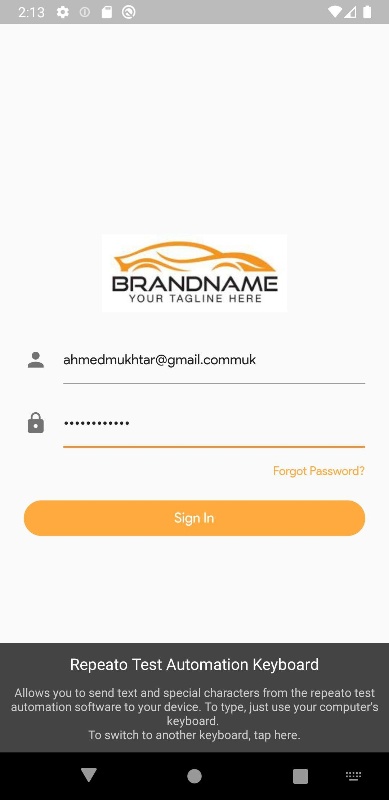 2:13
BRANDNAME
YOUR TAGLINE HERE
ahmedmukhtar@gmail.commuk
••••••••••••
Forgot Password?
Sign In
Repeato Test Automation Keyboard
Allows you to send text and special characters from the repeato test
automation software to your device. To type, just use your computer's
keyboard.
To switch to another keyboard, tap here.